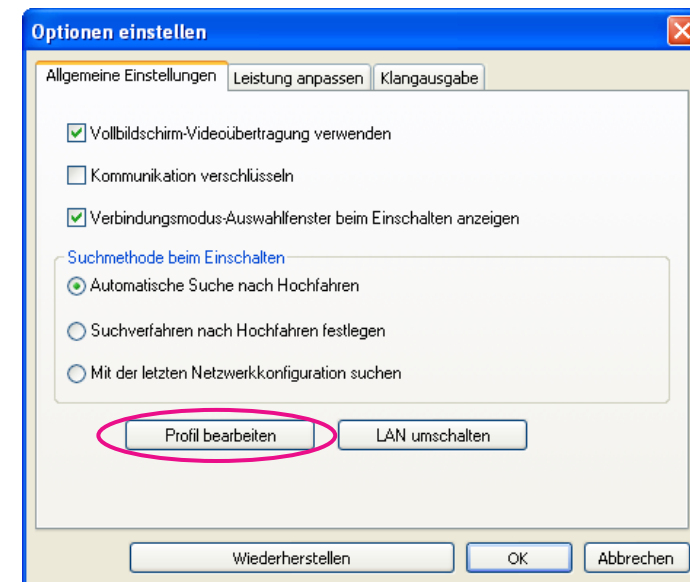 Optionen einstellen
Allgemeine Einstellungen Leistung anpassen Klangausgabe
Vollbildschirm-Videoübertragung verwenden
Kommunikation verschlüsseln
Verbindungsmodus-Auswahlfenster beim Einschalten anzeigen
Suchmethode beim Einschalten
Automatische Suche nach Hochfahren
Suchverfahren nach Hochfahren festlegen
Mit der letzten Netzwerkkonfiguration suchen
Profil bearbeiten LAN umschalten
Wiederherstellen OK Abbrechen